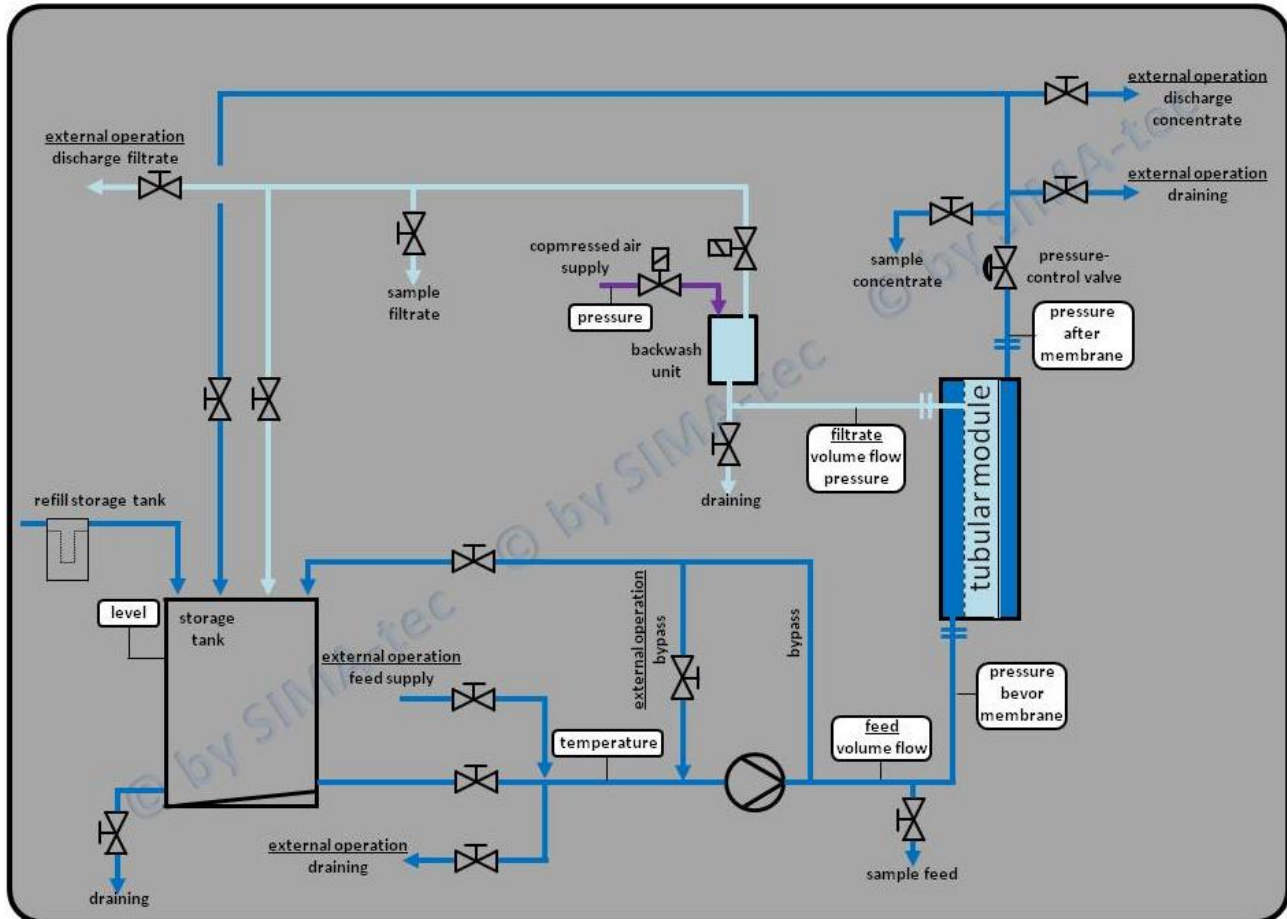 external operation
discharge
concentrate
external operation
discharge filtrate
external operation
draining
sample
filtrate
copmressed air
supply
pressure
sample
concentrate
pressure-
control valve
backwash
unit
pressure
after
membrane
tubular module
filtrate
volume flow
pressure
draining
refill storage tank
level
storage
tank
external operation
feed supply
external operation
bypass
bypass
temperature
feed
volume flow
pressure
bevor
membrane
external operation
draining
sample feed
draining
© by SIMA-tec
© by SIMA-tec
© by SIMA-tec